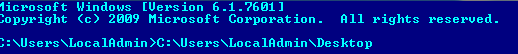 Microsoft Windows [Version 6.1.7601]
Copyright (c) 2009 Microsoft Corporation.  All rights reserved.
C:\Users\LocalAdmin>C:\Users\LocalAdmin\Desktop